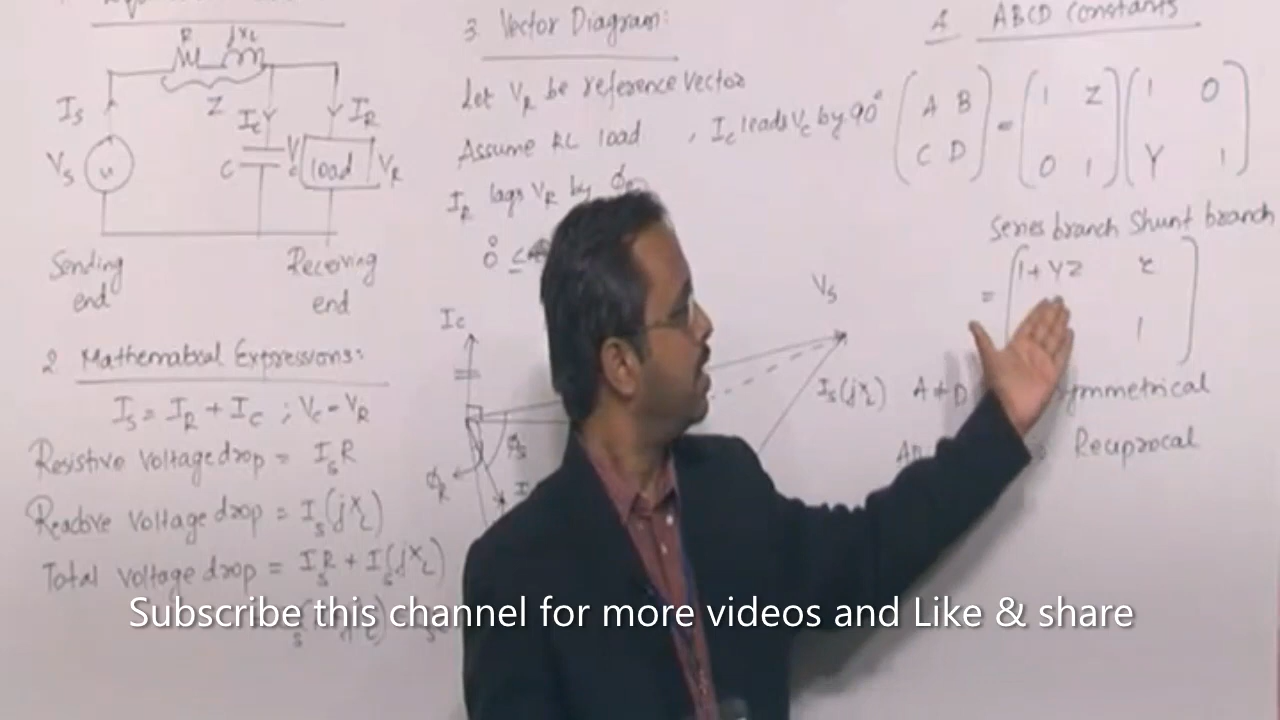 R jXL
Z
Is
Ic
IR
Vs
C
Vc
load
VR
Sending
end
Receiving
end
2. Mathematical Expressions:
Is = IR + Ic ; Vc = VR
Resistive voltage drop = IsR
Reactive voltage drop = Is(jXL)
Total voltage drop = IsR + Is(jXL)
3. Vector Diagram:
Let VR be reference vector
Assume RL load , Ic leads Vc by 90°
IR lags VR by ϕR
Ic
Vs
Is(jXL)
ϕs
ϕR
4 ABCD Constants
( A B ) = ( 1 Z ) ( 1 0 )
( C D ) ( 0 1 ) ( Y 1 )
Series branch Shunt branch
= ( 1+YZ Z
1 )
A ≠ D
Symmetrical
Reciprocal
Subscribe this channel for more videos and Like & share